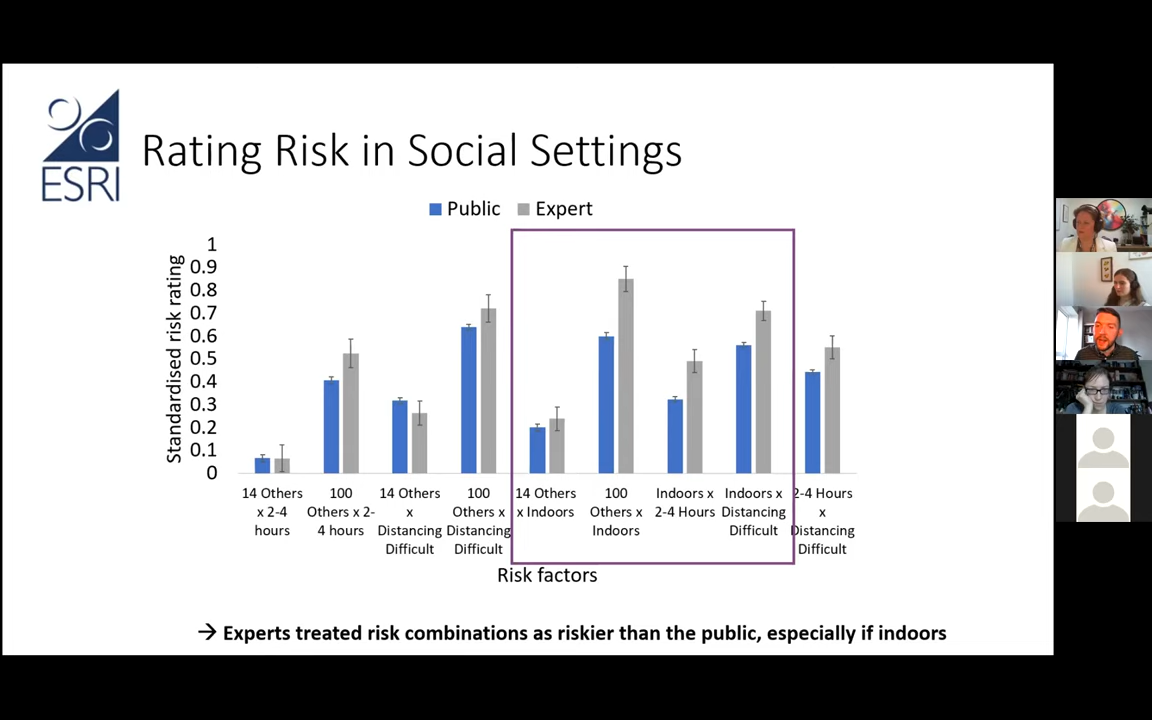 ESRI
Rating Risk in Social Settings
Public Expert
Standardised risk rating
1
0.9
0.8
0.7
0.6
0.5
0.4
0.3
0.2
0.1
0
14 Others
x 2-4
hours
100
Others x 2-
4 hours
14 Others
x
Distancing
Difficult
100
Others x
Distancing
Difficult
14 Others
x Indoors
100
Others x
Indoors
Indoors x
2-4 Hours
Indoors x
Distancing
Difficult
2-4 Hours
x
Distancing
Difficult
Risk factors
→ Experts treated risk combinations as riskier than the public, especially if indoors